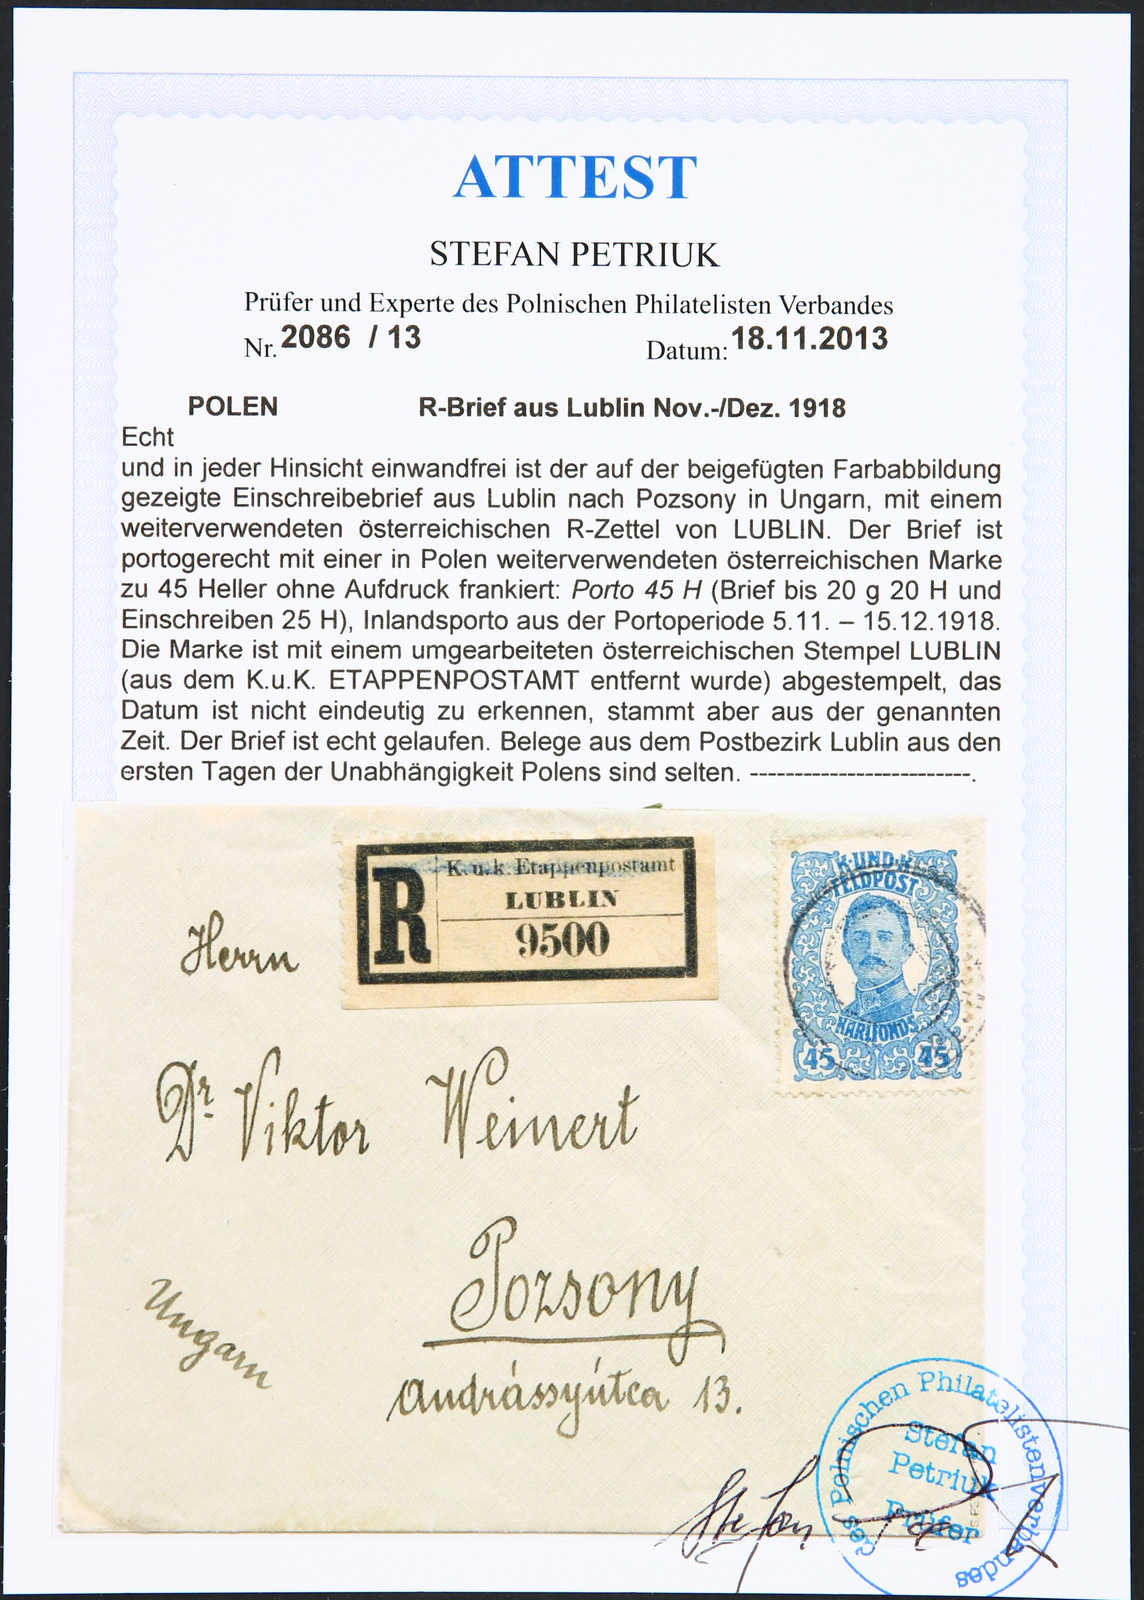 ATTEST
STEFAN PETRIUK
Prüfer und Experte des Polnischen Philatelisten Verbandes
Nr. 2086 / 13 Datum: 18.11.2013
POLEN R-Brief aus Lublin Nov.-/Dez. 1918
Echt
und in jeder Hinsicht einwandfrei ist der auf der beigefügten Farbabbildung
gezeigte Einschreibebrief aus Lublin nach Pozsony in Ungarn, mit einem
weiterverwendeten österreichischen R-Zettel von LUBLIN. Der Brief ist
portogerecht mit einer in Polen weiterverwendeten österreichischen Marke
zu 45 Heller ohne Aufdruck frankiert: Porto 45 H (Brief bis 20 g 20 H und
Einschreiben 25 H), Inlandsporto aus der Portoperiode 5.11. – 15.12.1918.
Die Marke ist mit einem umgearbeiteten österreichischen Stempel LUBLIN
(aus dem K.u.K. ETAPPENPOSTAMT entfernt wurde) abgestempelt, das
Datum ist nicht eindeutig zu erkennen, stammt aber aus der genannten
Zeit. Der Brief ist echt gelaufen. Belege aus dem Postbezirk Lublin aus den
ersten Tagen der Unabhängigkeit Polens sind selten. -------------------------.
R
K. u. k. Etappenpostamt
LUBLIN
9500
K. UND K.
FELDPOST
KARLFONDS
45 45
Herrn
Dr Viktor Weinert
Pozsony
Ungarn
Andrássyútca 13.
des Polnischen Philatelistenverbandes
Stefan
Petriuk
Prüfer
Stefan